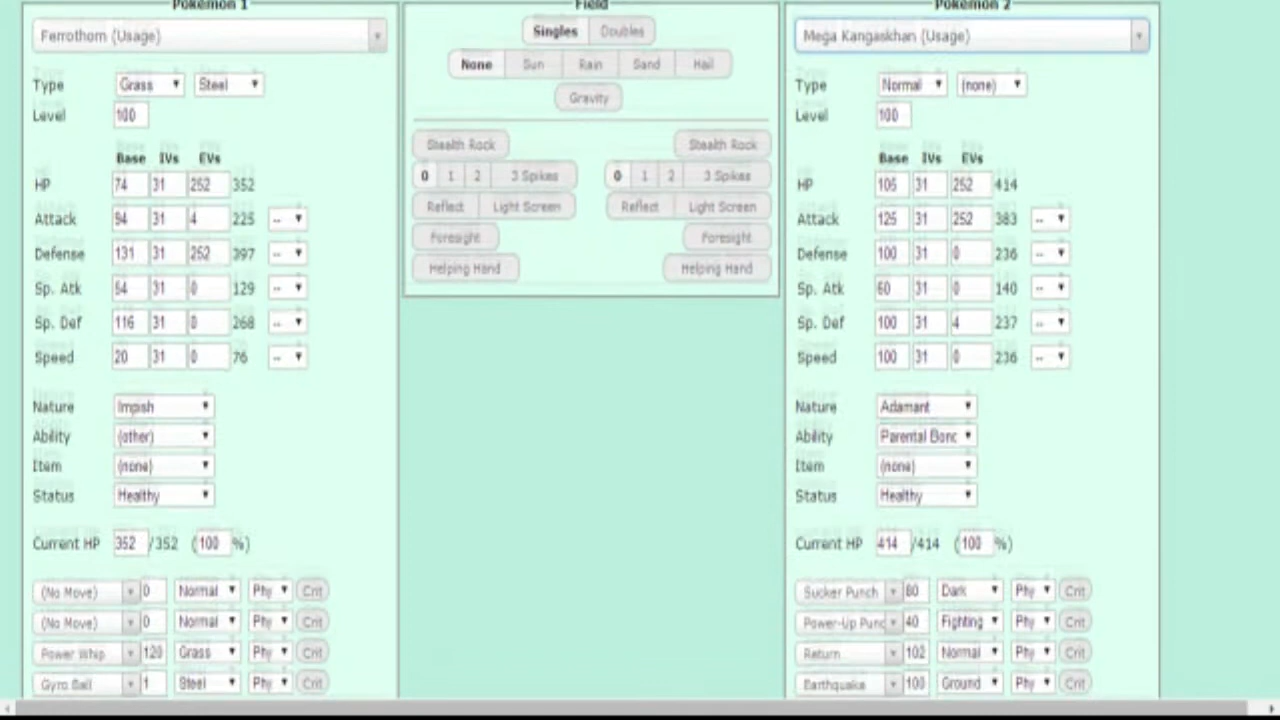 Pokemon 1
Ferrothorn (Usage)
Type Grass Steel
Level 100
Base IVs EVs
HP 74 31 252 352
Attack 94 31 4 225 --
Defense 131 31 252 397 --
Sp. Atk 54 31 0 129 --
Sp. Def 116 31 0 268 --
Speed 20 31 0 76 --
Nature Impish
Ability (other)
Item (none)
Status Healthy
Current HP 352 /352 (100 %)
(No Move) 0 Normal Phy Crit
(No Move) 0 Normal Phy Crit
Power Whip 120 Grass Phy Crit
Gyro Ball 1 Steel Phy Crit
Field
Singles Doubles
None Sun Rain Sand Hail
Gravity
Stealth Rock Stealth Rock
0 1 2 3 Spikes 0 1 2 3 Spikes
Reflect Light Screen Reflect Light Screen
Foresight Foresight
Helping Hand Helping Hand
Pokemon 2
Mega Kangaskhan (Usage)
Type Normal (none)
Level 100
Base IVs EVs
HP 105 31 252 414
Attack 125 31 252 383 --
Defense 100 31 0 236 --
Sp. Atk 60 31 0 140 --
Sp. Def 100 31 4 237 --
Speed 100 31 0 236 --
Nature Adamant
Ability Parental Bonc
Item (none)
Status Healthy
Current HP 414 /414 (100 %)
Sucker Punch 80 Dark Phy Crit
Power-Up Punc 40 Fighting Phy Crit
Return 102 Normal Phy Crit
Earthquake 100 Ground Phy Crit